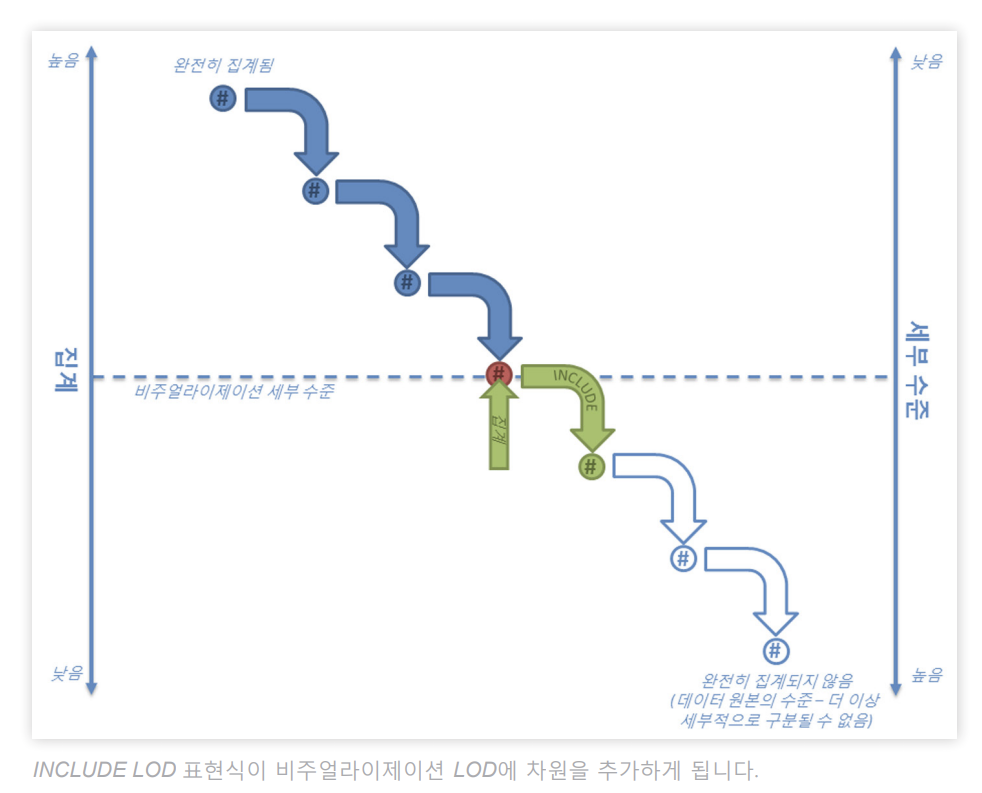 높음
낮음
완전히 집계됨
#
#
#
집계
세부 수준
비주얼라이제이션 세부 수준
#
INCLUDE
집계
#
#
#
낮음
높음
완전히 집계되지 않음
(데이터 원본의 수준 – 더 이상
세부적으로 구분될 수 없음)
INCLUDE LOD 표현식이 비주얼라이제이션 LOD에 차원을 추가하게 됩니다.